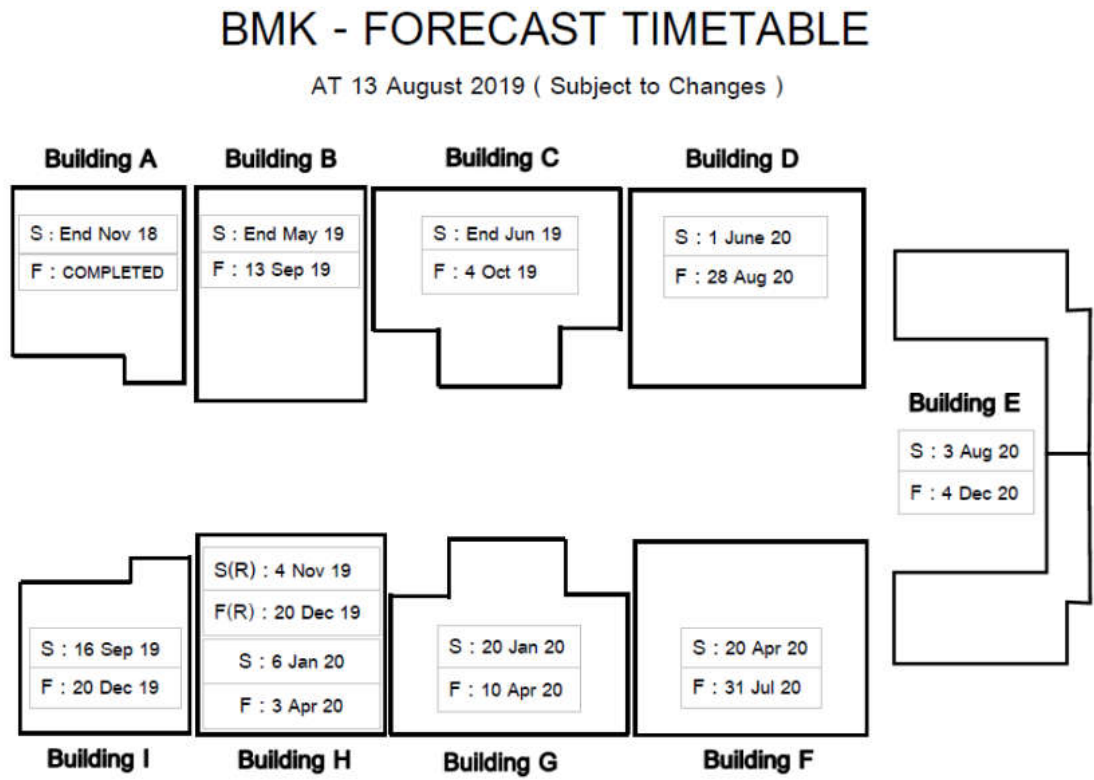 BMK - FORECAST TIMETABLE
AT 13 August 2019 ( Subject to Changes )
Building A
S : End Nov 18
F : COMPLETED
Building B
S : End May 19
F : 13 Sep 19
Building C
S : End Jun 19
F : 4 Oct 19
Building D
S : 1 June 20
F : 28 Aug 20
Building E
S : 3 Aug 20
F : 4 Dec 20
S : 16 Sep 19
F : 20 Dec 19
Building I
S(R) : 4 Nov 19
F(R) : 20 Dec 19
S : 6 Jan 20
F : 3 Apr 20
Building H
S : 20 Jan 20
F : 10 Apr 20
Building G
S : 20 Apr 20
F : 31 Jul 20
Building F